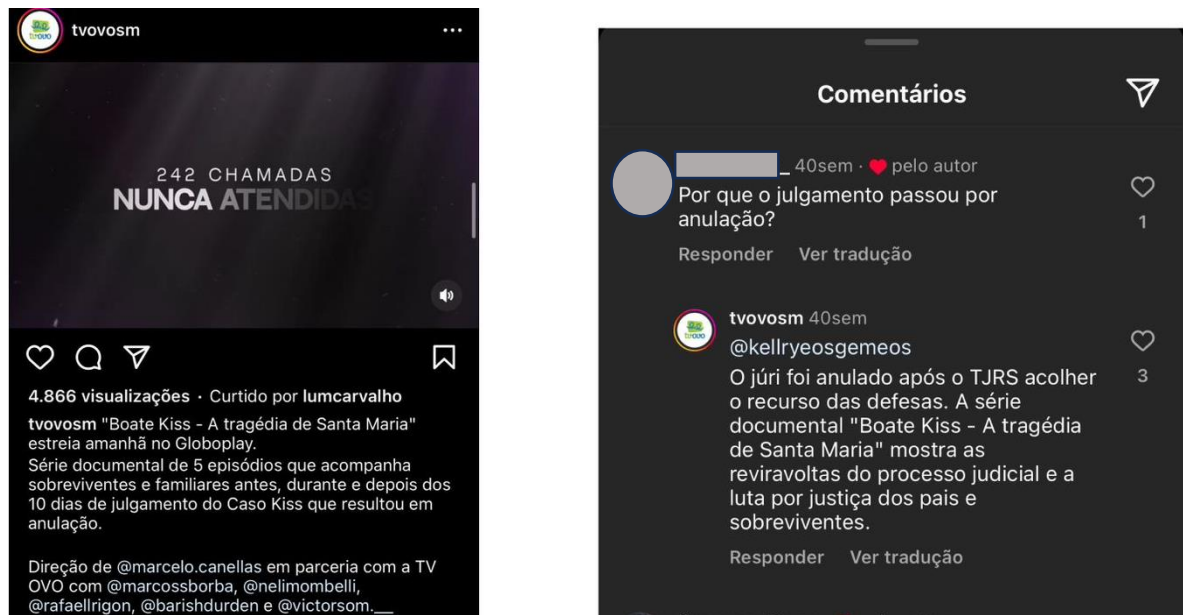 tvovosm
242 CHAMADAS
NUNCA ATENDIDAS
4.866 visualizações · Curtido por lumcarvalho
tvovosm "Boate Kiss - A tragédia de Santa Maria"
estreia amanhã no Globoplay.
Série documental de 5 episódios que acompanha
sobreviventes e familiares antes, durante e depois dos
10 dias de julgamento do Caso Kiss que resultou em
anulação.
Direção de @marcelo.canellas em parceria com a TV
OVO com @marcossborba, @nelimombelli,
@rafaellrigon, @barishdurden e @victorsom.__
Comentários
_ 40sem · ❤ pelo autor
Por que o julgamento passou por
anulação?
1
Responder Ver tradução
tvovosm 40sem
@kellryeosgemeos
O júri foi anulado após o TJRS acolher
o recurso das defesas. A série
documental "Boate Kiss - A tragédia
de Santa Maria" mostra as
reviravoltas do processo judicial e a
luta por justiça dos pais e
sobreviventes.
3
Responder Ver tradução